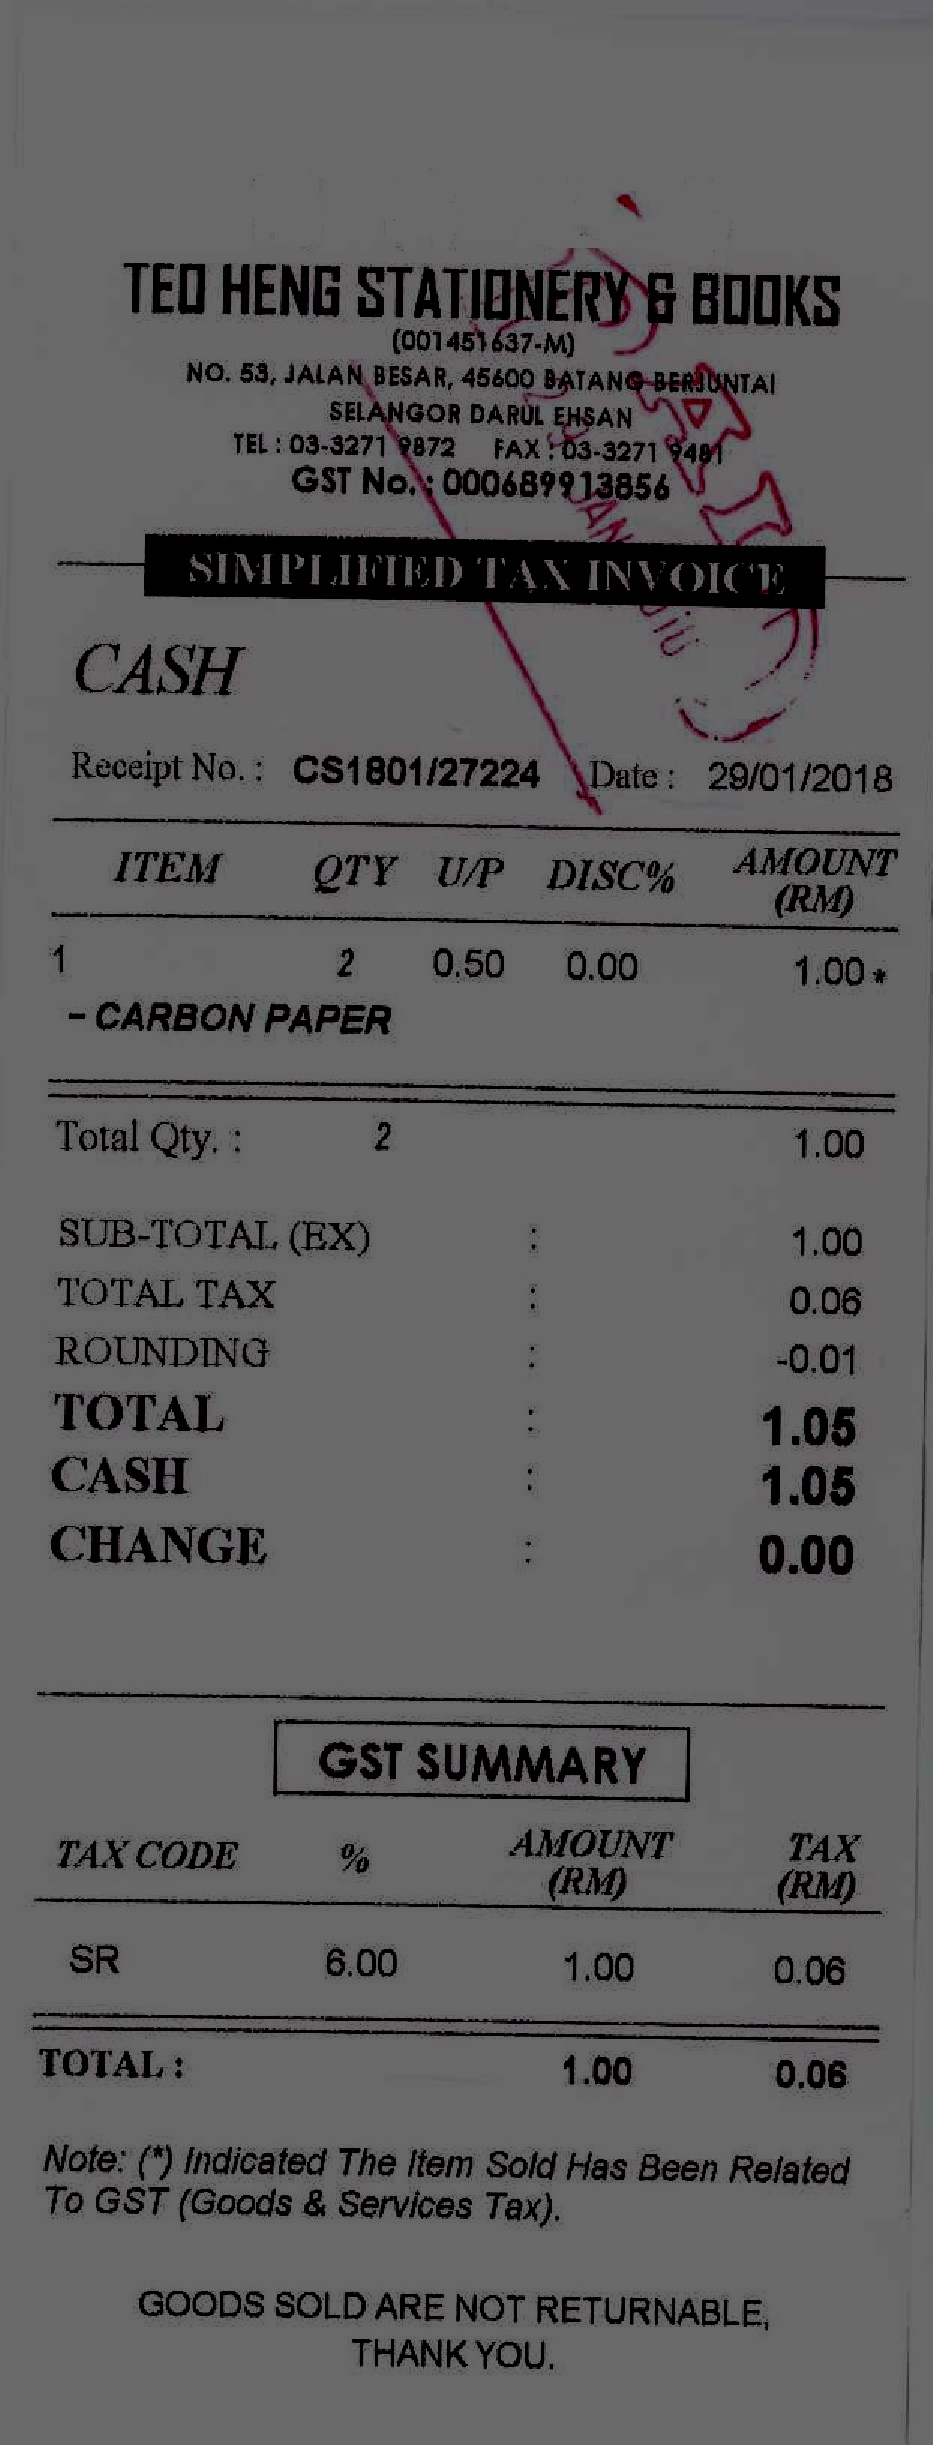 TEO HENG STATIONERY & BOOKS
(001451637-M)
NO. 53, JALAN BESAR, 45600 BATANG BERJUNTAI
SELANGOR DARUL EHSAN
TEL : 03-3271 9872 FAX : 03-3271 9481
GST No. : 000689913856
SIMPLIFIED TAX INVOICE
CASH
Receipt No. : CS1801/27224 Date : 29/01/2018
ITEM QTY U/P DISC% AMOUNT
(RM)
1 2 0.50 0.00 1.00 *
- CARBON PAPER
Total Qty. : 2 1.00
SUB-TOTAL (EX) : 1.00
TOTAL TAX : 0.06
ROUNDING : -0.01
TOTAL : 1.05
CASH : 1.05
CHANGE : 0.00
GST SUMMARY
TAX CODE % AMOUNT TAX
(RM) (RM)
SR 6.00 1.00 0.06
TOTAL : 1.00 0.06
Note: (*) Indicated The Item Sold Has Been Related
To GST (Goods & Services Tax).
GOODS SOLD ARE NOT RETURNABLE,
THANK YOU.